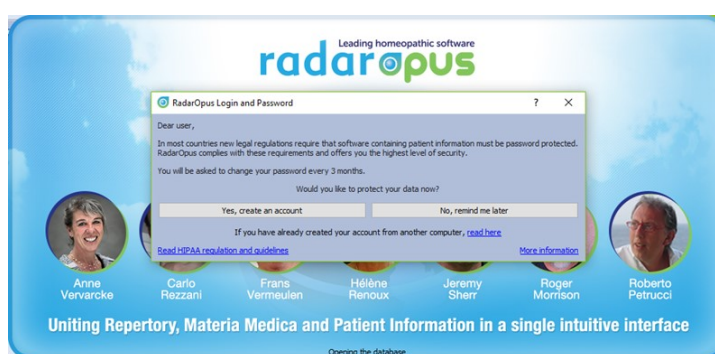 Leading homeopathic software
radaropus
RadarOpus Login and Password
Dear user,
In most countries new legal regulations require that software containing patient information must be password protected.
RadarOpus complies with these requirements and offers you the highest level of security.
You will be asked to change your password every 3 months.
Would you like to protect your data now?
Yes, create an account No, remind me later
If you have already created your account from another computer, read here
Read HIPAA regulation and guidelines More information
Anne Carlo Frans Hélène Jeremy Roger Roberto
Vervarcke Rezzani Vermeulen Renoux Sherr Morrison Petrucci
Uniting Repertory, Materia Medica and Patient Information in a single intuitive interface
Opening the database